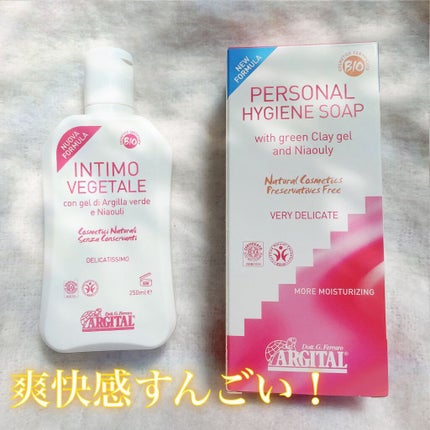 NUOVA
FORMULA
BIO
INTIMO
VEGETALE
con gel di Argilla verde
e Niaouli
Cosmetici Naturali
Senza Conservanti
DELICATISSIMO
250ml e
Dott. G. Ferraro
ARGITAL
NEW
FORMULA
BIO
PERSONAL
HYGIENE SOAP
with green Clay gel
and Niaouly
Natural Cosmetics
Preservatives Free
VERY DELICATE
MORE MOISTURIZING
Dott. G. Ferraro
ARGITAL®
爽快感すんごい！